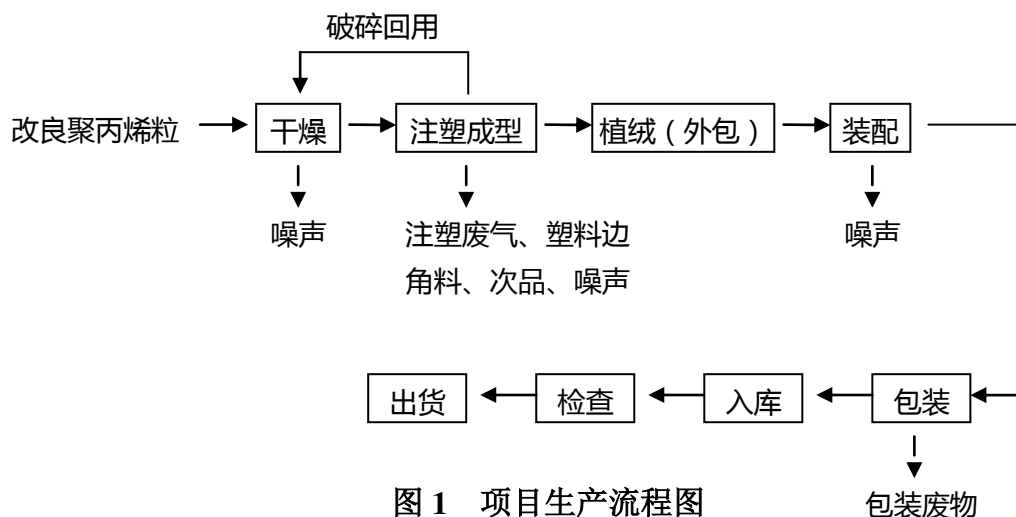 破碎回用
改良聚丙烯粒
干燥
注塑成型
植绒（外包）
装配
噪声
注塑废气、塑料边
角料、次品、噪声
噪声
出货
检查
入库
包装
包装废物
图 1 项目生产流程图